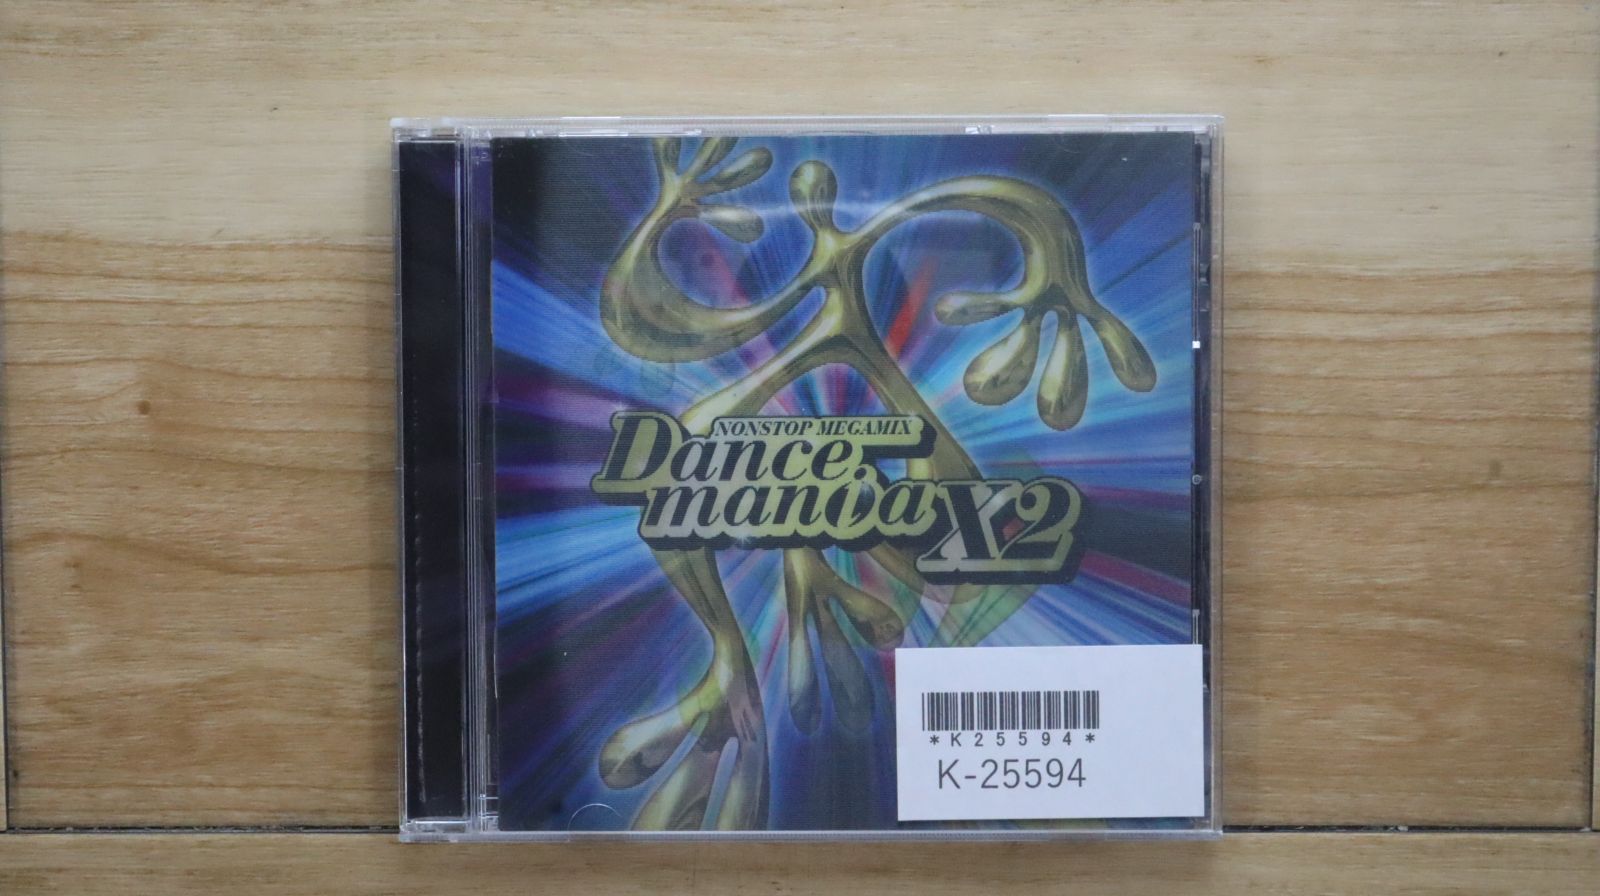 NONSTOP MEGAMIX
Dance
mania X2
*K25594*
K-25594